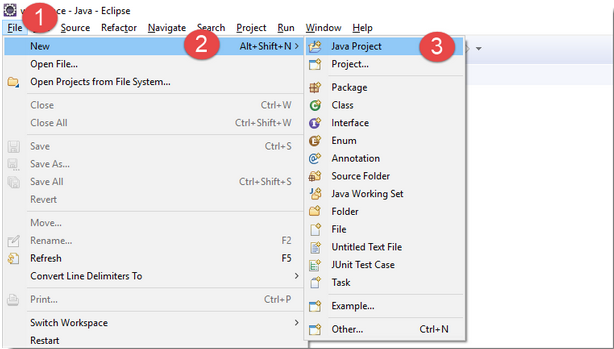 ce - Java - Eclipse
File Source Refactor Navigate Search Project Run Window Help
1
New Alt+Shift+N >
2
Open File...
Open Projects from File System...
Close Ctrl+W
Close All Ctrl+Shift+W
Save Ctrl+S
Save As...
Save All Ctrl+Shift+S
Revert
Move...
Rename... F2
Refresh F5
Convert Line Delimiters To >
Print... Ctrl+P
Switch Workspace >
Restart
Java Project
3
Project...
Package
Class
Interface
Enum
Annotation
Source Folder
Java Working Set
Folder
File
Untitled Text File
JUnit Test Case
Task
Example...
Other... Ctrl+N